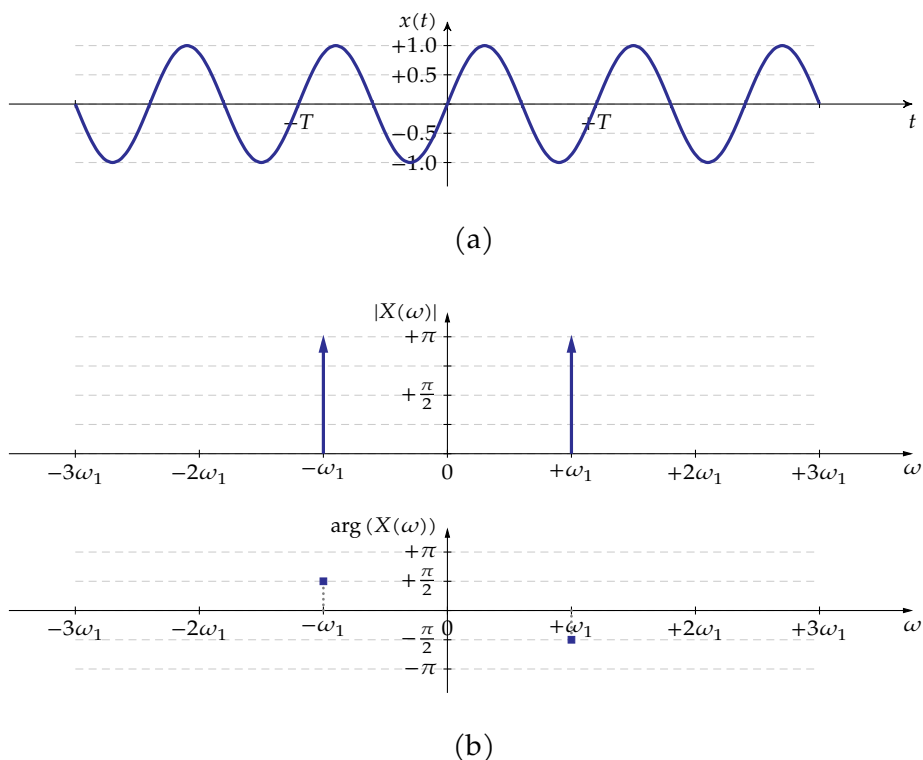 x(t)
+1.0
+0.5
−T
+T
t
−0.5
−1.0
(a)
|X(ω)|
+π
+π/2
−3ω₁ −2ω₁ −ω₁ 0 +ω₁ +2ω₁ +3ω₁ ω
arg (X(ω))
+π
+π/2
−3ω₁ −2ω₁ −ω₁ 0 +ω₁ +2ω₁ +3ω₁ ω
−π/2
−π
(b)